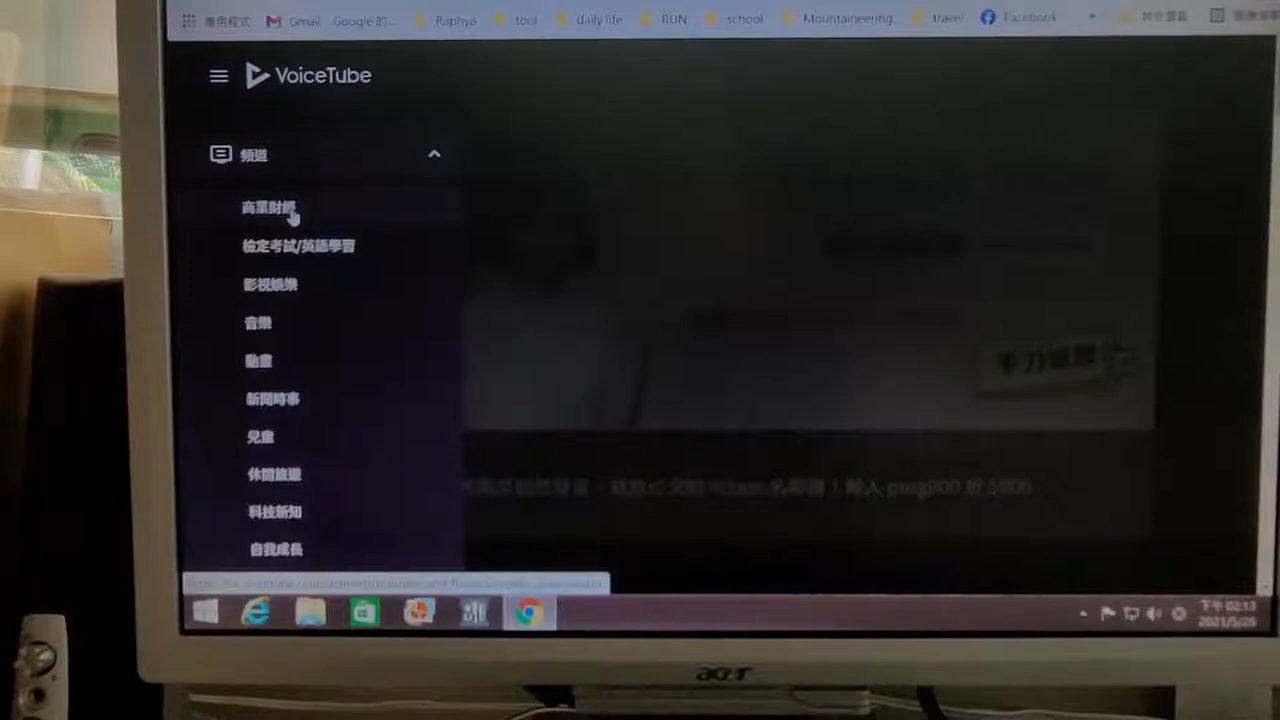 應用程式 Gmail Google 的... Raphya tool daily life RUN school Mountaineering travel Facebook
VoiceTube
頻道
商業財經
檢定考試/英語學習
影視娛樂
音樂
動畫
新聞時事
兒童
休閒旅遊
科技新知
自我成長
下午 02:13
2021/5/26
acer